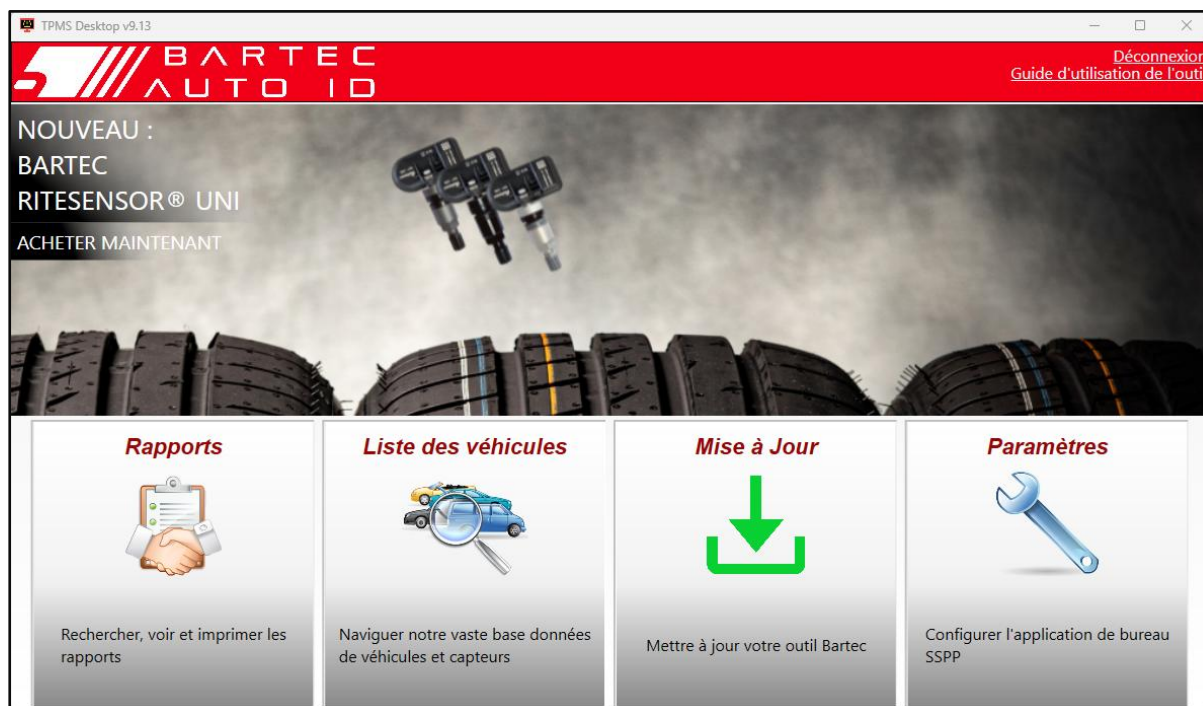 TPMS Desktop v9.13
BARTEC
AUTO ID
Déconnexion
Guide d'utilisation de l'outi
NOUVEAU :
BARTEC
RITESENSOR® UNI
ACHETER MAINTENANT
Rapports
Rechercher, voir et imprimer les
rapports
Liste des véhicules
Naviguer notre vaste base données
de véhicules et capteurs
Mise à Jour
Mettre à jour votre outil Bartec
Paramètres
Configurer l'application de bureau
SSPP